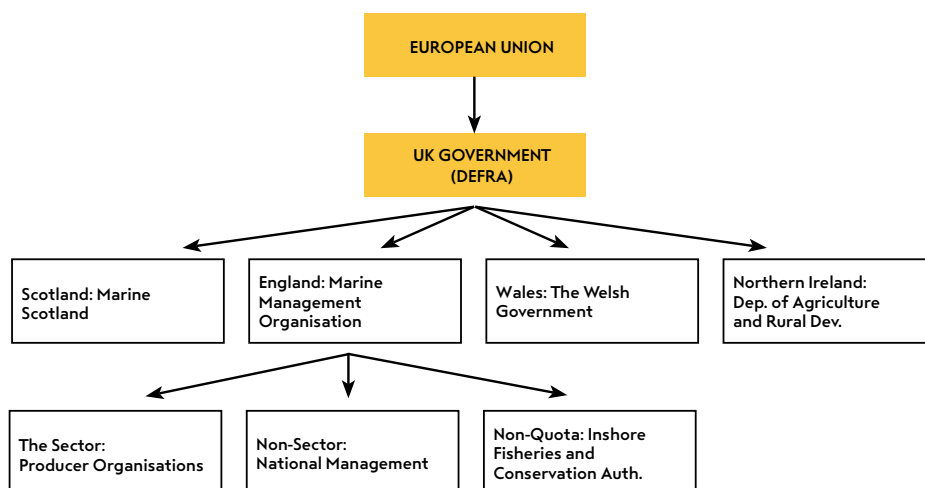 EUROPEAN UNION
UK GOVERNMENT
(DEFRA)
Scotland: Marine
Scotland
England: Marine
Management
Organisation
Wales: The Welsh
Government
Northern Ireland:
Dep. of Agriculture
and Rural Dev.
The Sector:
Producer Organisations
Non-Sector:
National Management
Non-Quota: Inshore
Fisheries and
Conservation Auth.